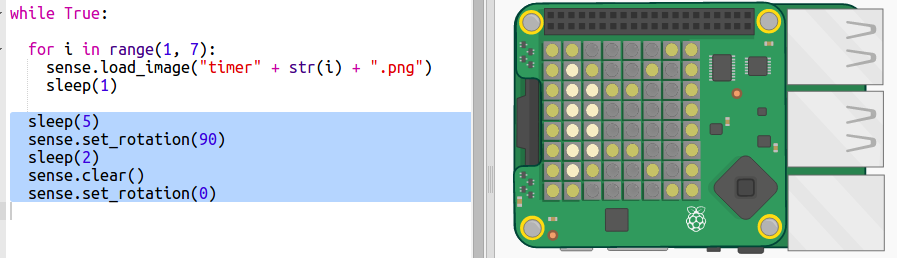 while True:
for i in range(1, 7):
sense.load_image("timer" + str(i) + ".png")
sleep(1)
sleep(5)
sense.set_rotation(90)
sleep(2)
sense.clear()
sense.set_rotation(0)